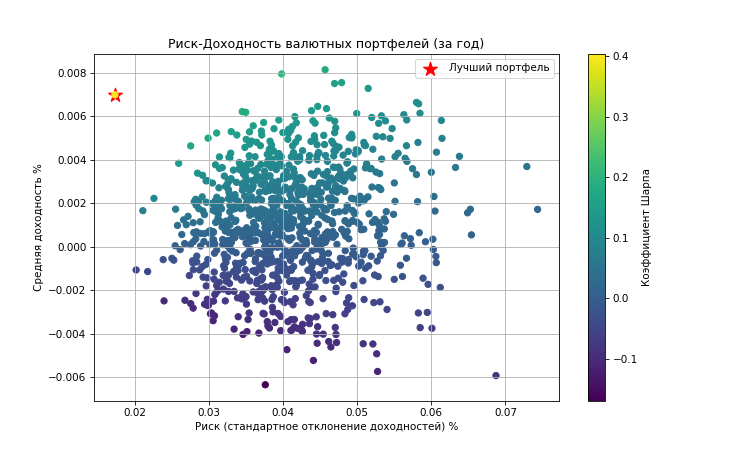 Риск-Доходность валютных портфелей (за год)
Лучший портфель
0.008
0.006
0.004
0.002
0.000
−0.002
−0.004
−0.006
Средняя доходность %
0.02 0.03 0.04 0.05 0.06 0.07
Риск (стандартное отклонение доходностей) %
0.4
0.3
0.2
0.1
0.0
−0.1
Коэффициент Шарпа